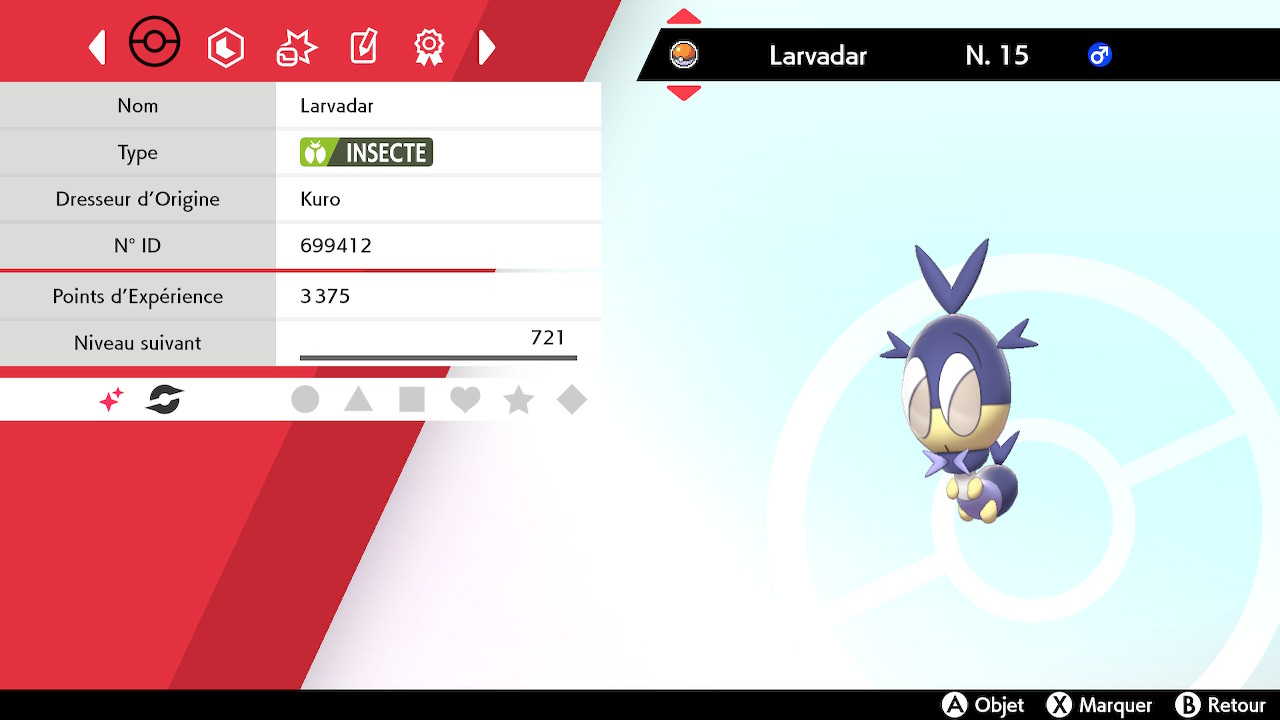 Larvadar N. 15
Nom Larvadar
Type INSECTE
Dresseur d'Origine Kuro
N° ID 699412
Points d'Expérience 3 375
Niveau suivant 721
A Objet X Marquer B Retour